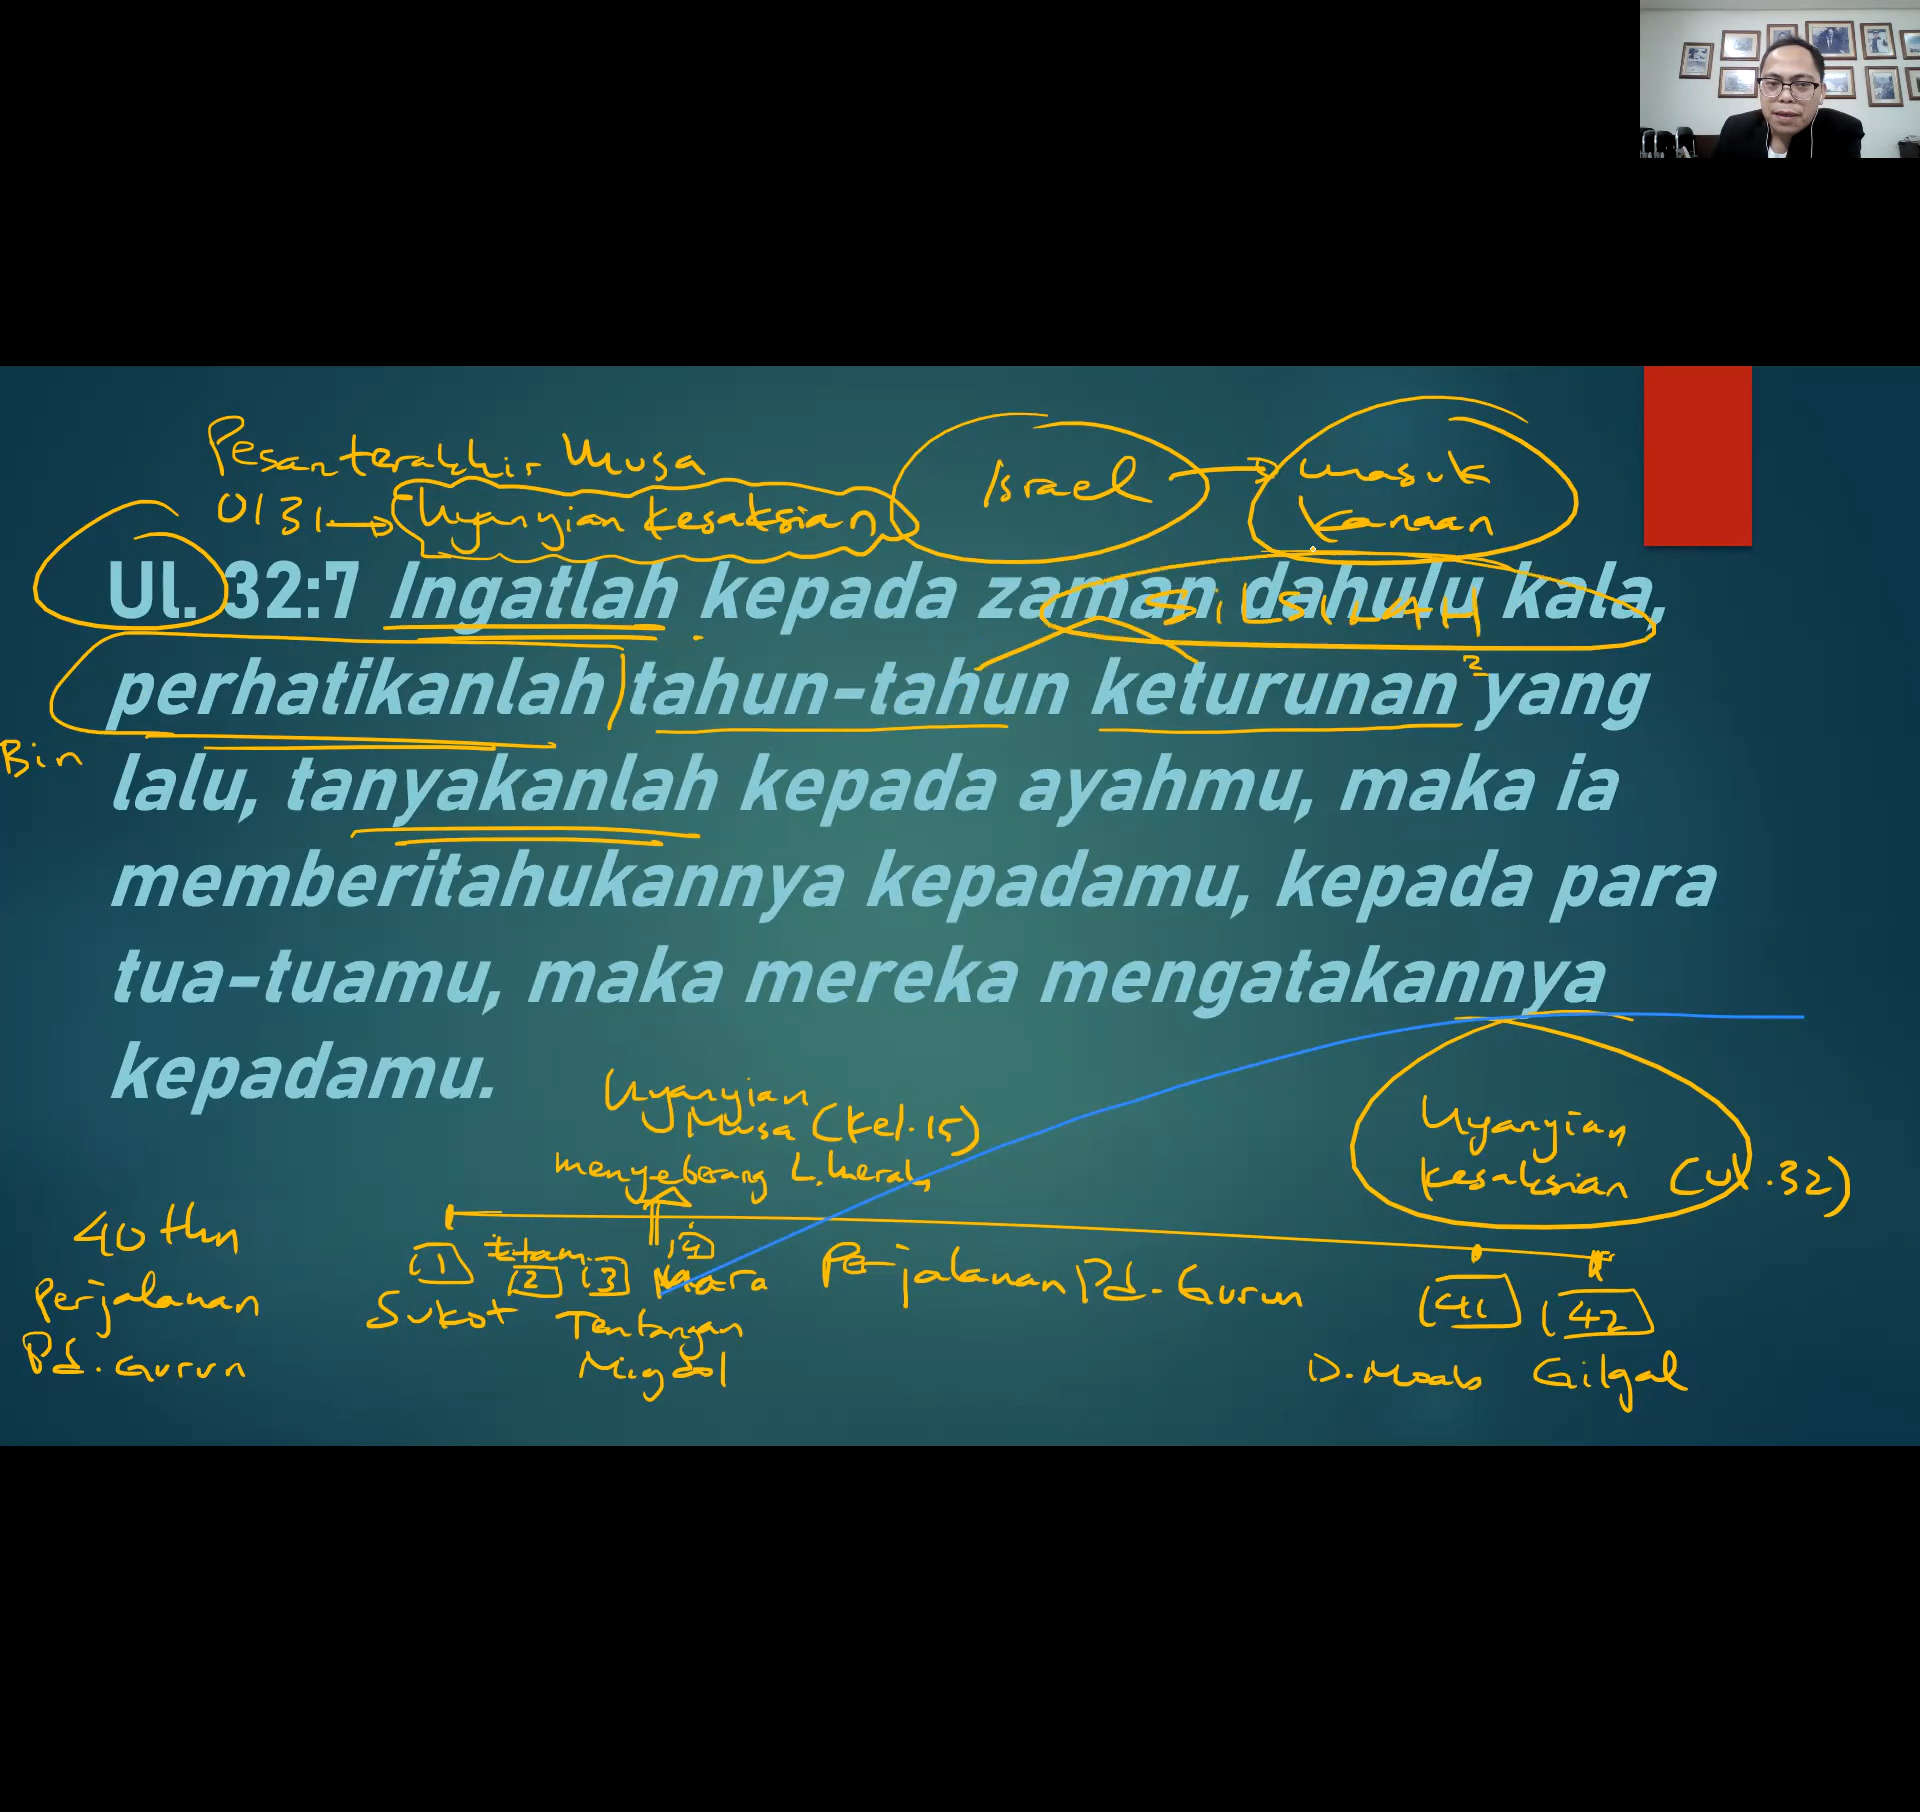 Pesan terakhir Musa
Ul 31 → Nyanyian Kesaksian
Israel → masuk
Kanaan
Ul. 32:7 Ingatlah kepada zaman dahulu kala,
SILSILAH
perhatikanlah tahun-tahun keturunan² yang
Bin
lalu, tanyakanlah kepada ayahmu, maka ia
memberitahukannya kepadamu, kepada para
tua-tuamu, maka mereka mengatakannya
kepadamu.
Nyanyian
Musa (Kel. 15)
menyebrang L. Merah
Nyanyian
Kesaksian (Ul. 32)
40 thn
Perjalanan
Pd. Gurun
1 Etam 2 3 4
Sukot
Tentangan
Migdol
Mara
Perjalanan Pd. Gurun
41 42
D. Moab Gilgal